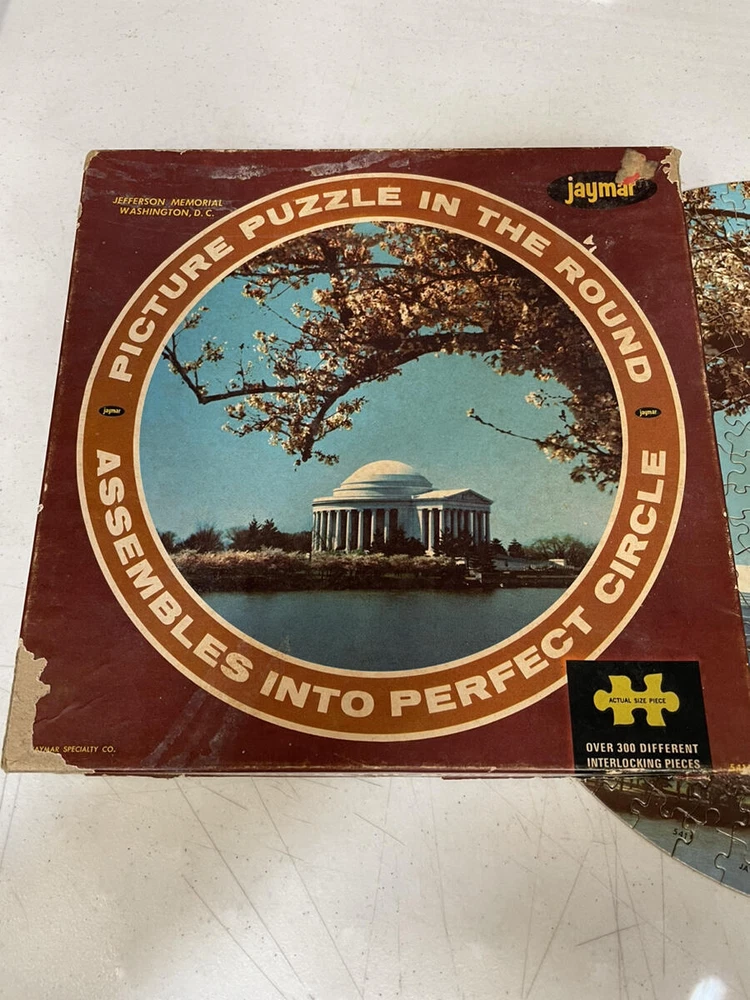 JEFFERSON MEMORIAL
WASHINGTON, D.C.
jaymar
PICTURE PUZZLE IN THE ROUND
jaymar
jaymar
ASSEMBLES INTO PERFECT CIRCLE
ACTUAL SIZE PIECE
OVER 300 DIFFERENT
INTERLOCKING PIECES
JAYMAR SPECIALTY CO.